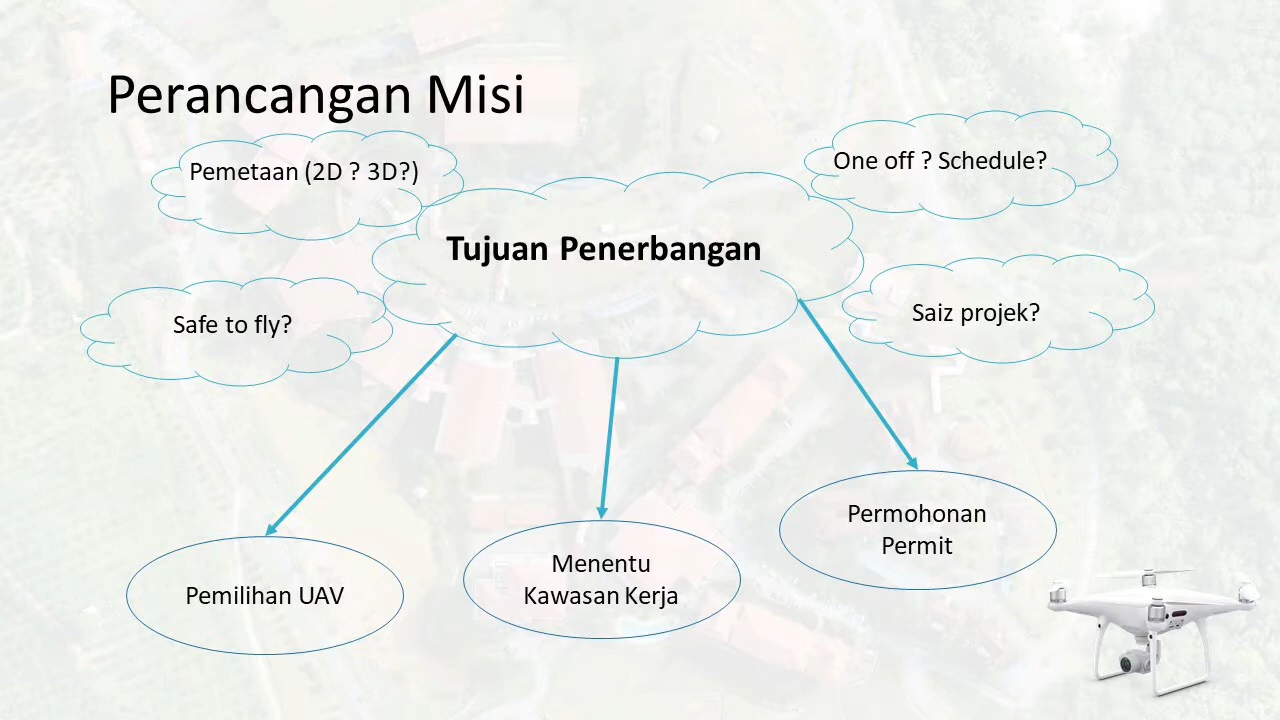 Perancangan Misi
Pemetaan (2D ? 3D?)
One off ? Schedule?
Tujuan Penerbangan
Safe to fly?
Saiz projek?
Pemilihan UAV
Menentu
Kawasan Kerja
Permohonan
Permit